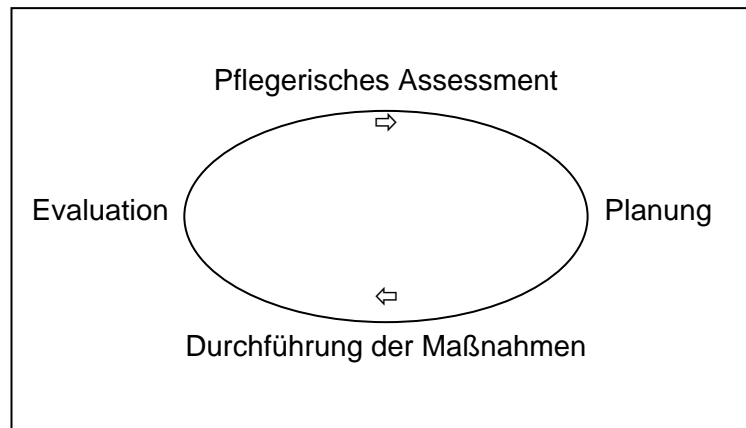 Pflegerisches Assessment
Evaluation
Planung
Durchführung der Maßnahmen